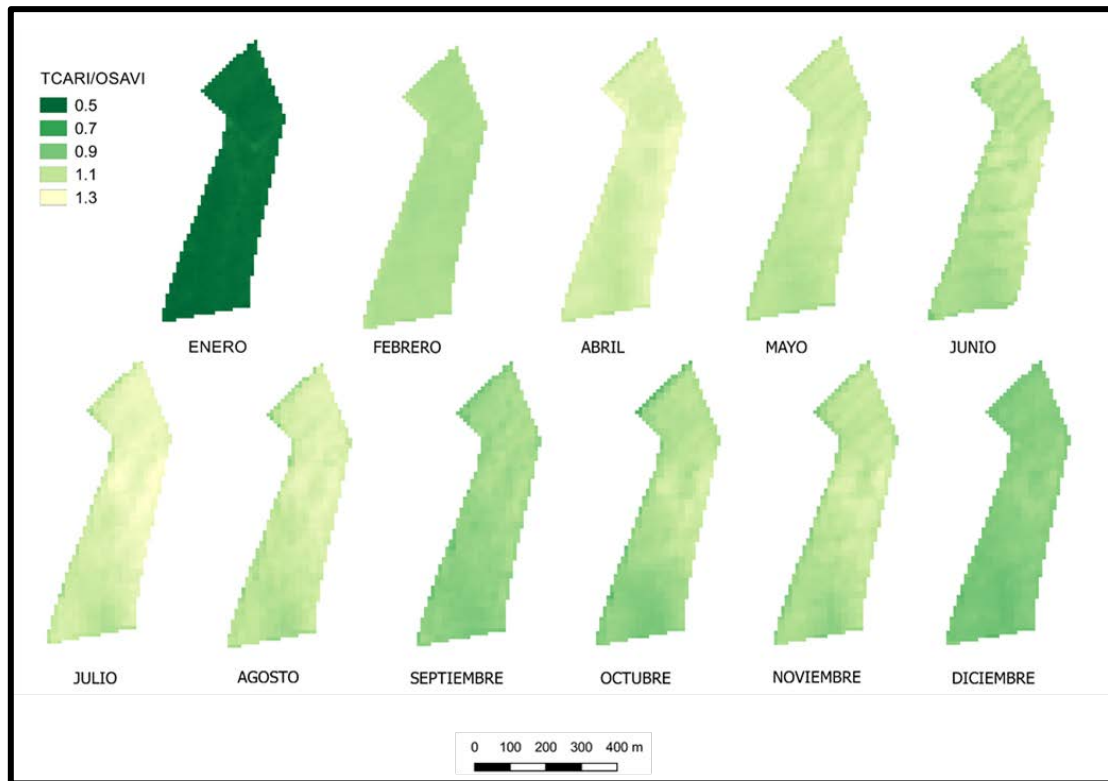 TCARI/OSAVI
0.5
0.7
0.9
1.1
1.3
ENERO
FEBRERO
ABRIL
MAYO
JUNIO
JULIO
AGOSTO
SEPTIEMBRE
OCTUBRE
NOVIEMBRE
DICIEMBRE
0 100 200 300 400 m